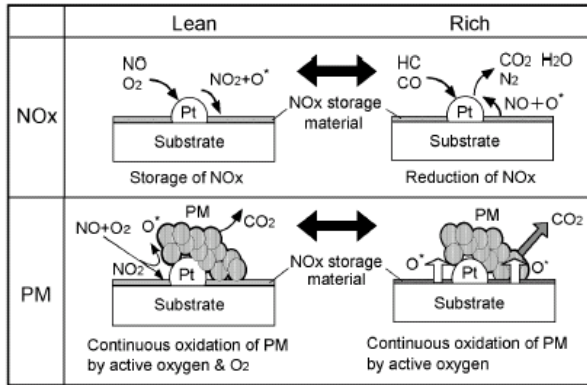 Lean
Rich
NOx
NO
O2
NO2+O*
Pt
Substrate
Storage of NOx
NOx storage
material
HC
CO
CO2 H2O
N2
NO+O*
Pt
Substrate
Reduction of NOx
PM
NO+O2
O*
PM
CO2
NO2
Pt
Substrate
Continuous oxidation of PM
by active oxygen & O2
NOx storage
material
PM
CO2
O*
O*
Pt
Substrate
Continuous oxidation of PM
by active oxygen